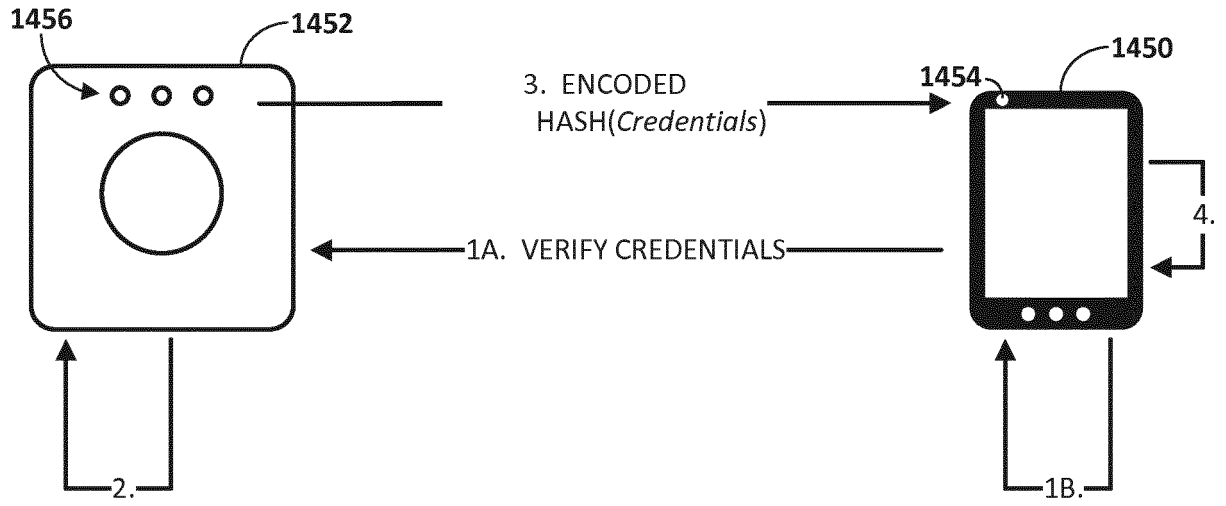 1456
1452
1450
1454
3. ENCODED
HASH(Credentials)
4.
1A. VERIFY CREDENTIALS
2.
1B.